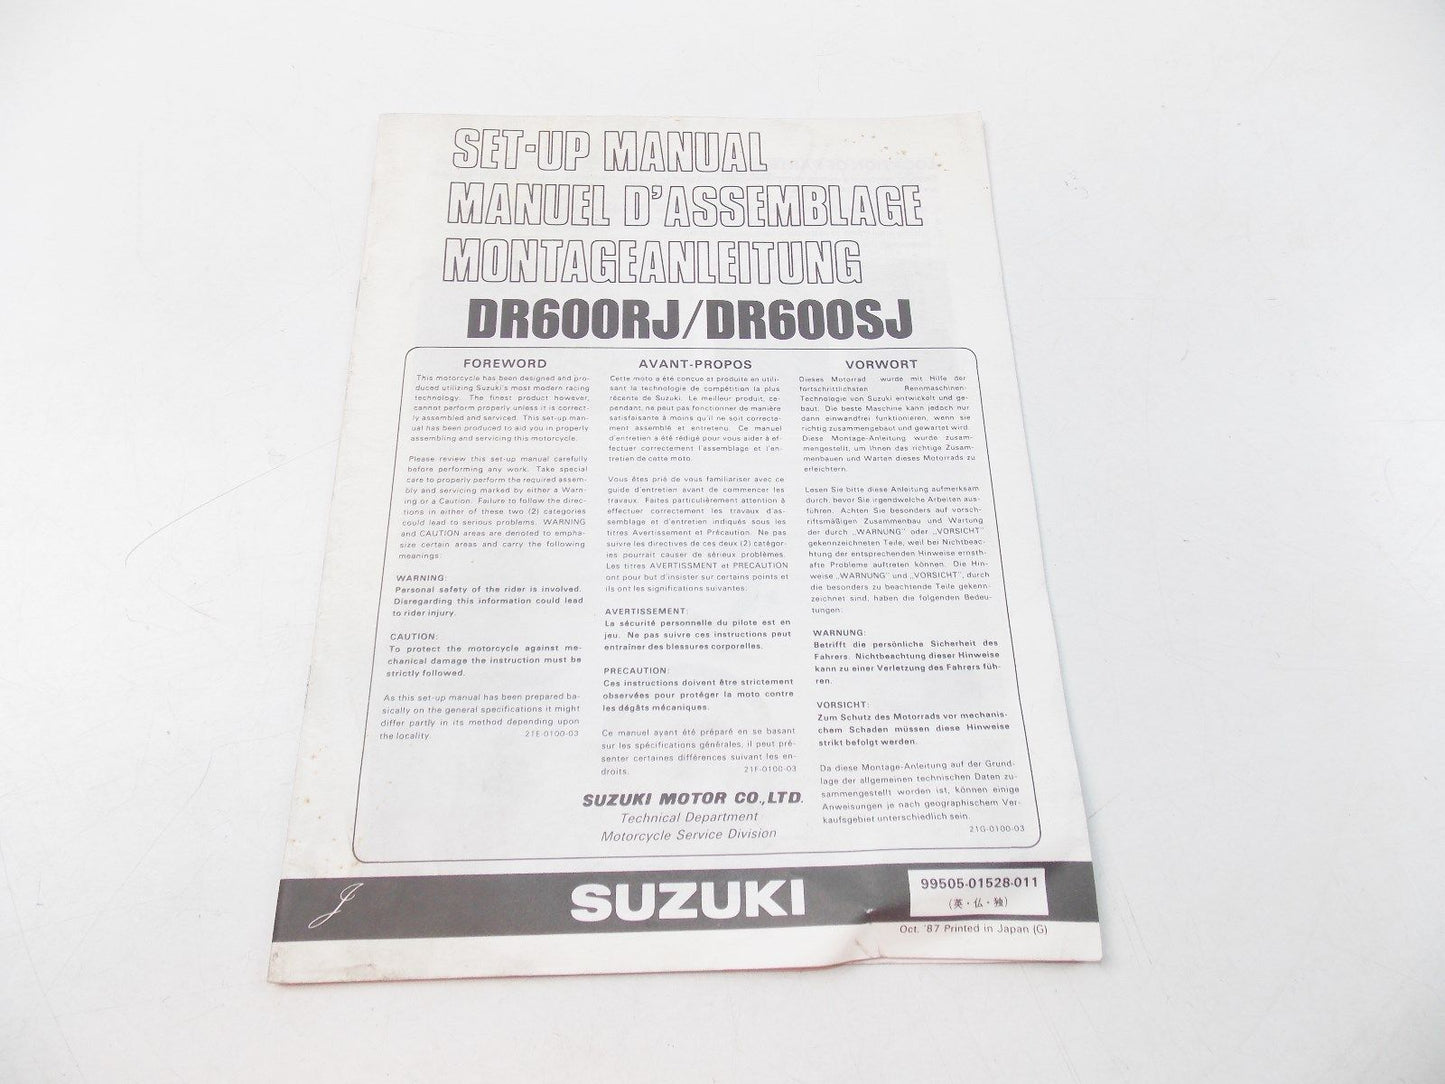 SET-UP MANUAL
MANUEL D'ASSEMBLAGE
MONTAGEANLEITUNG
DR600RJ/DR600SJ
FOREWORD
This motorcycle has been designed and pro-
duced utilizing Suzuki's most modern racing
technology. The finest product however,
cannot perform properly unless it is correct-
ly assembled and serviced. This set-up man-
ual has been produced to aid you in properly
assembling and servicing this motorcycle.
Please review this set-up manual carefully
before performing any work. Take special
care to properly perform the required assem-
bly and servicing marked by either a Warn-
ing or a Caution. Failure to follow the direc-
tions in either of these two (2) categories
could lead to serious problems. WARNING
and CAUTION areas are denoted to empha-
size certain areas and carry the following
meanings:
WARNING:
Personal safety of the rider is involved.
Disregarding this information could lead
to rider injury.
CAUTION:
To protect the motorcycle against me-
chanical damage the instruction must be
strictly followed.
As this set-up manual has been prepared ba-
sically on the general specifications it might
differ partly in its method depending upon
the locality. 21E-0100-03
AVANT-PROPOS
Cette moto a été conçue et produite en utili-
sant la technologie de compétition la plus
récente de Suzuki. Le meilleur produit, ce-
pendant, ne peut pas fonctionner de manière
satisfaisante à moins qu'il ne soit correcte-
ment assemblé et entretenu. Ce manuel
d'entretien a été rédigé pour vous aider à ef-
fectuer correctement l'assemblage et l'en-
tretien de cette moto.
Vous êtes prié de vous familiariser avec ce
guide d'entretien avant de commencer les
travaux. Faites particulièrement attention à
effectuer correctement les travaux d'as-
semblage et d'entretien indiqués sous les
titres Avertissement et Précaution. Ne pas
suivre les directives de ces deux (2) catégor-
ies pourrait causer de sérieux problèmes.
Les titres AVERTISSEMENT et PRECAUTION
ont pour but d'insister sur certains points et
ils ont les significations suivantes:
AVERTISSEMENT:
La sécurité personnelle du pilote est en
jeu. Ne pas suivre ces instructions peut
entraîner des blessures corporelles.
PRECAUTION:
Ces instructions doivent être strictement
observées pour protéger la moto contre
les dégâts mécaniques.
Ce manuel ayant été préparé en se basant
sur les spécifications générales, il peut pré-
senter certaines différences suivant les en-
droits. 21F-0100-03
VORWORT
Dieses Motorrad wurde mit Hilfe der
fortschrittlichsten Rennmaschinen-
Technologie von Suzuki entwickelt und ge-
baut. Die beste Maschine kann jedoch nur
dann einwandfrei funktionieren, wenn sie
richtig zusammengebaut und gewartet wird.
Diese Montage-Anleitung wurde zusam-
mengestellt, um Ihnen das richtige Zusam-
menbauen und Warten dieses Motorrads zu
erleichtern.
Lesen Sie bitte diese Anleitung aufmerksam
durch, bevor Sie irgendwelche Arbeiten aus-
führen. Achten Sie besonders auf vorsch-
riftsmäßigen Zusammenbau und Wartung
der durch „WARNUNG" oder „VORSICHT"
gekennzeichneten Teile, weil bei Nichtbeac-
htung der entsprechenden Hinweise ernsth-
afte Probleme auftreten können. Die Hin-
weise „WARNUNG" und „VORSICHT", durch
die besonders zu beachtende Teile gekenn-
zeichnet sind, haben die folgenden Bedeu-
tungen:
WARNUNG:
Betrifft die persönliche Sicherheit des
Fahrers. Nichtbeachtung dieser Hinweise
kann zu einer Verletzung des Fahrers füh-
ren.
VORSICHT:
Zum Schutz des Motorrads vor mechanis-
chem Schaden müssen diese Hinweise
strikt befolgt werden.
Da diese Montage-Anleitung auf der Grund-
lage der allgemeinen technischen Daten zu-
sammengestellt worden ist, können einige
Anweisungen je nach geographischem Ver-
kaufsgebiet unterschiedlich sein.
21G-0100-03
SUZUKI MOTOR CO.,LTD.
Technical Department
Motorcycle Service Division
J
SUZUKI
99505-01528-011
(英・仏・独)
Oct. '87 Printed in Japan (G)